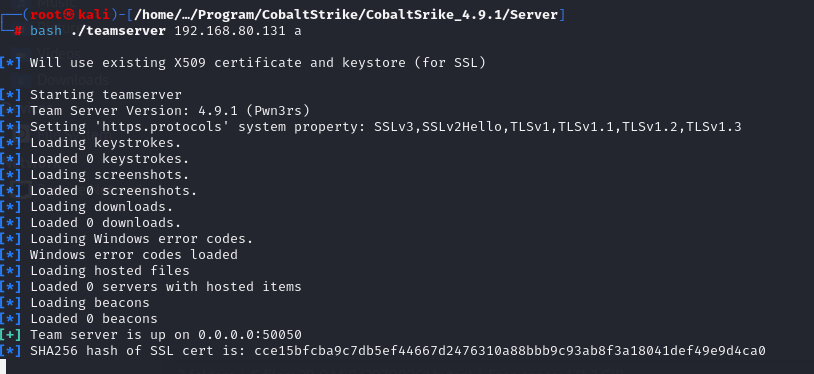 ┌──(root㉿kali)-[/home/…/Program/CobaltStrike/CobaltSrike_4.9.1/Server]
└─# bash ./teamserver 192.168.80.131 a
[*] Will use existing X509 certificate and keystore (for SSL)
[*] Starting teamserver
[*] Team Server Version: 4.9.1 (Pwn3rs)
[*] Setting 'https.protocols' system property: SSLv3,SSLv2Hello,TLSv1,TLSv1.1,TLSv1.2,TLSv1.3
[*] Loading keystrokes.
[*] Loaded 0 keystrokes.
[*] Loading screenshots.
[*] Loaded 0 screenshots.
[*] Loading downloads.
[*] Loaded 0 downloads.
[*] Loading Windows error codes.
[*] Windows error codes loaded
[*] Loading hosted files
[*] Loaded 0 servers with hosted items
[*] Loading beacons
[*] Loaded 0 beacons
[+] Team server is up on 0.0.0.0:50050
[*] SHA256 hash of SSL cert is: cce15bfcba9c7db5ef44667d2476310a88bbb9c93ab8f3a18041def49e9d4ca0